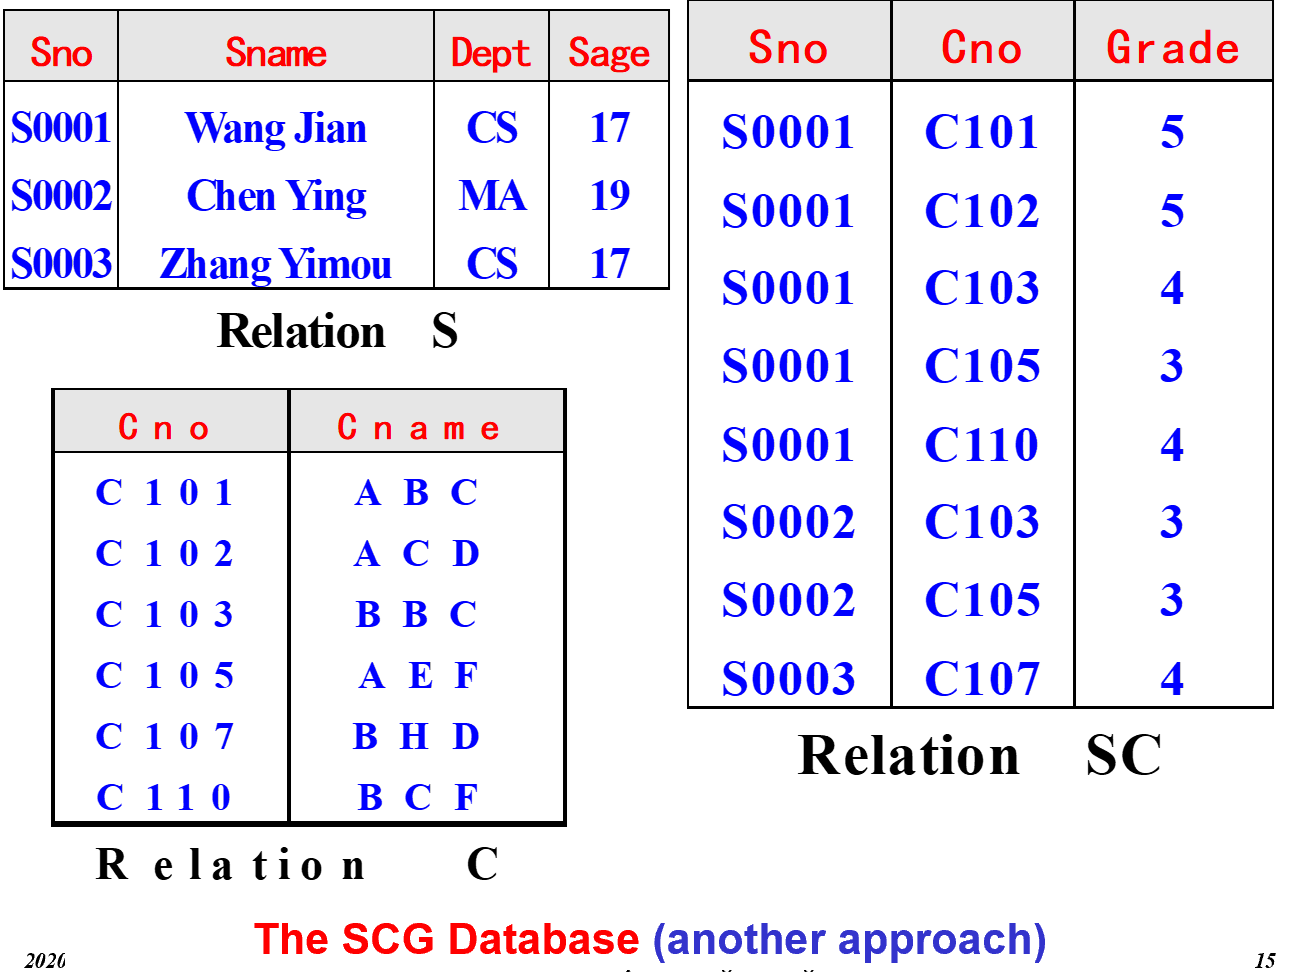 Sno Sname Dept Sage
S0001 Wang Jian CS 17
S0002 Chen Ying MA 19
S0003 Zhang Yimou CS 17
Relation S
Cno Cname
C101 ABC
C102 ACD
C103 BBC
C105 AEF
C107 BHD
C110 BCF
Relation C
Sno Cno Grade
S0001 C101 5
S0001 C102 5
S0001 C103 4
S0001 C105 3
S0001 C110 4
S0002 C103 3
S0002 C105 3
S0003 C107 4
Relation SC
The SCG Database (another approach)
2020
15